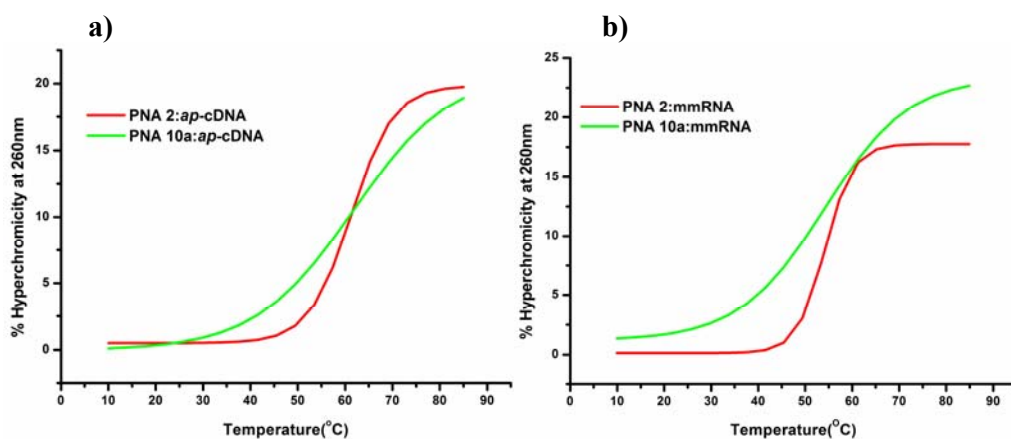 a)
% Hyperchromicity at 260nm
20
15
10
5
0
PNA 2:ap-cDNA
PNA 10a:ap-cDNA
0 10 20 30 40 50 60 70 80 90
Temperature(°C)
b)
% Hyperchromicity at 260nm
25
20
15
10
5
0
PNA 2:mmRNA
PNA 10a:mmRNA
0 10 20 30 40 50 60 70 80 90
Temperature(°C)